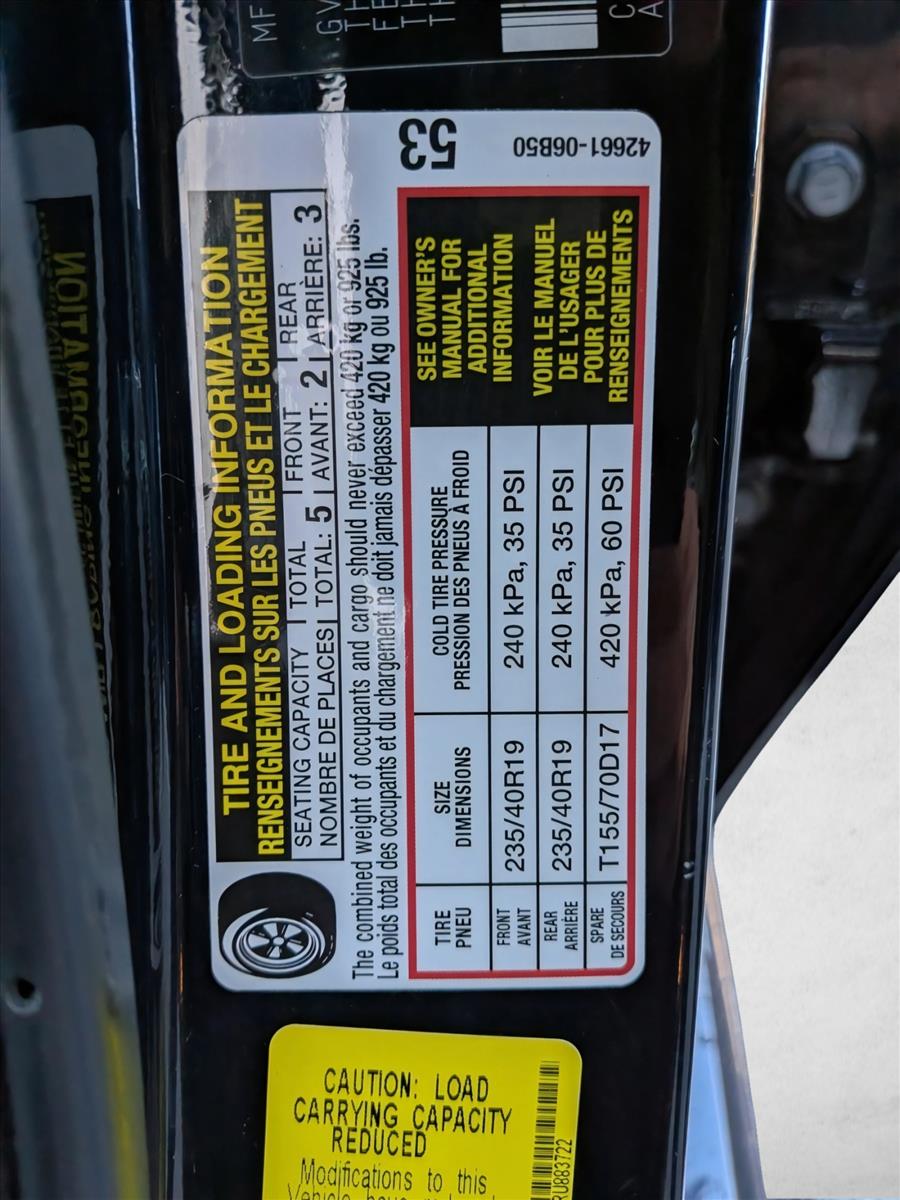 MF
GV
TH
TH
TH
C
A
53
42661-06B50
TIRE AND LOADING INFORMATION
RENSEIGNEMENTS SUR LES PNEUS ET LE CHARGEMENT
SEATING CAPACITY | TOTAL | FRONT | REAR
NOMBRE DE PLACES | TOTAL: 5 | AVANT: 2 | ARRIÈRE: 3
The combined weight of occupants and cargo should never exceed 420 kg or 925 lbs.
Le poids total des occupants et du chargement ne doit jamais dépasser 420 kg ou 925 lb.
TIRE SIZE COLD TIRE PRESSURE
PNEU DIMENSIONS PRESSION DES PNEUS À FROID
FRONT
AVANT 235/40R19 240 kPa, 35 PSI
REAR
ARRIÈRE 235/40R19 240 kPa, 35 PSI
SPARE
DE SECOURS T155/70D17 420 kPa, 60 PSI
SEE OWNER'S
MANUAL FOR
ADDITIONAL
INFORMATION
VOIR LE MANUEL
DE L'USAGER
POUR PLUS DE
RENSEIGNEMENTS
CAUTION: LOAD
CARRYING CAPACITY
REDUCED
Modifications to this
RU883722